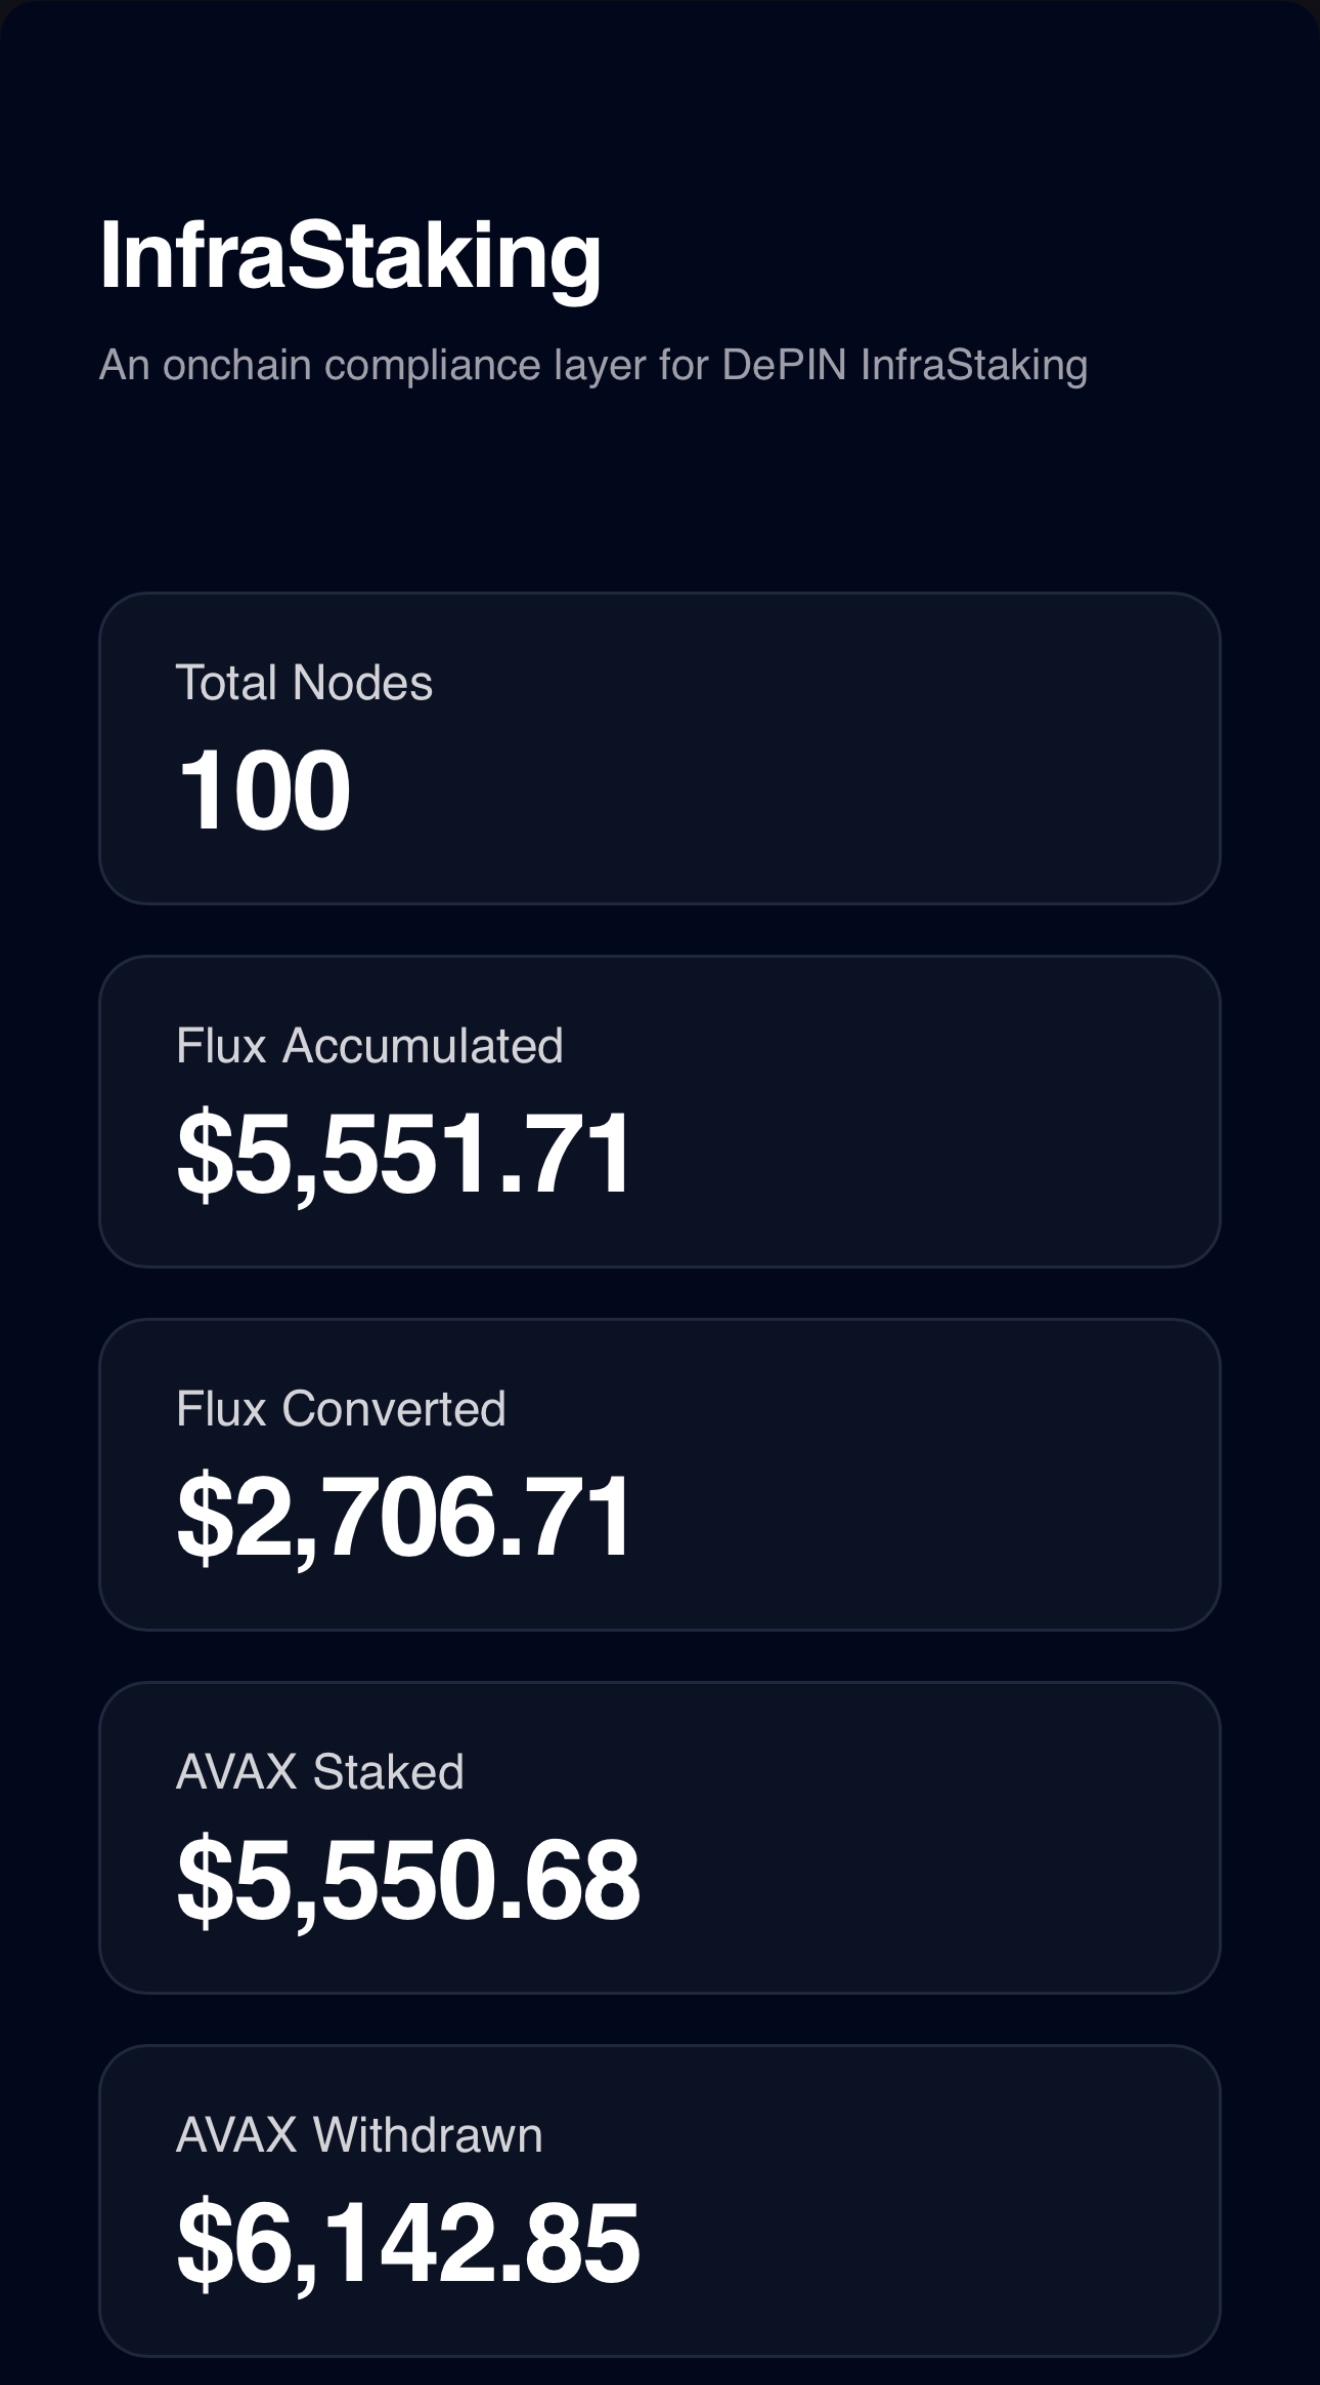 InfraStaking
An onchain compliance layer for DePIN InfraStaking
Total Nodes
100
Flux Accumulated
$5,551.71
Flux Converted
$2,706.71
AVAX Staked
$5,550.68
AVAX Withdrawn
$6,142.85